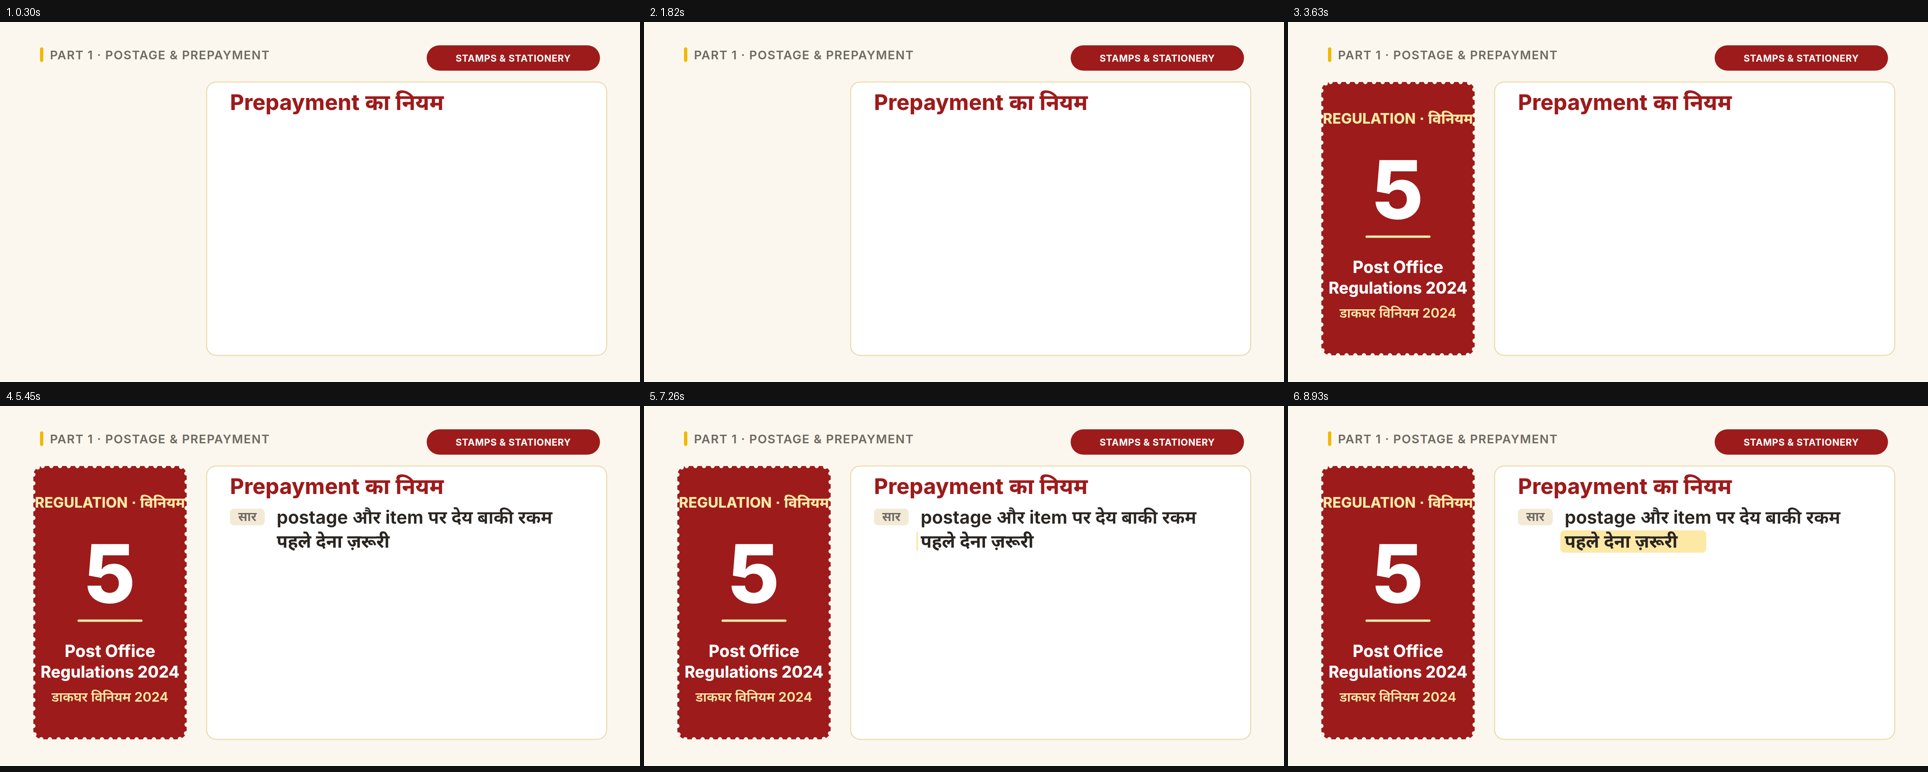 1. 0.30s
PART 1 · POSTAGE & PREPAYMENT
STAMPS & STATIONERY
Prepayment का नियम
2. 1.82s
PART 1 · POSTAGE & PREPAYMENT
STAMPS & STATIONERY
Prepayment का नियम
3. 3.63s
PART 1 · POSTAGE & PREPAYMENT
STAMPS & STATIONERY
REGULATION · विनियम
5
Post Office
Regulations 2024
डाकघर विनियम 2024
Prepayment का नियम
4. 5.45s
PART 1 · POSTAGE & PREPAYMENT
STAMPS & STATIONERY
REGULATION · विनियम
5
Post Office
Regulations 2024
डाकघर विनियम 2024
Prepayment का नियम
सार postage और item पर देय बाकी रकम
पहले देना ज़रूरी
5. 7.26s
PART 1 · POSTAGE & PREPAYMENT
STAMPS & STATIONERY
REGULATION · विनियम
5
Post Office
Regulations 2024
डाकघर विनियम 2024
Prepayment का नियम
सार postage और item पर देय बाकी रकम
पहले देना ज़रूरी
6. 8.93s
PART 1 · POSTAGE & PREPAYMENT
STAMPS & STATIONERY
REGULATION · विनियम
5
Post Office
Regulations 2024
डाकघर विनियम 2024
Prepayment का नियम
सार postage और item पर देय बाकी रकम
पहले देना ज़रूरी